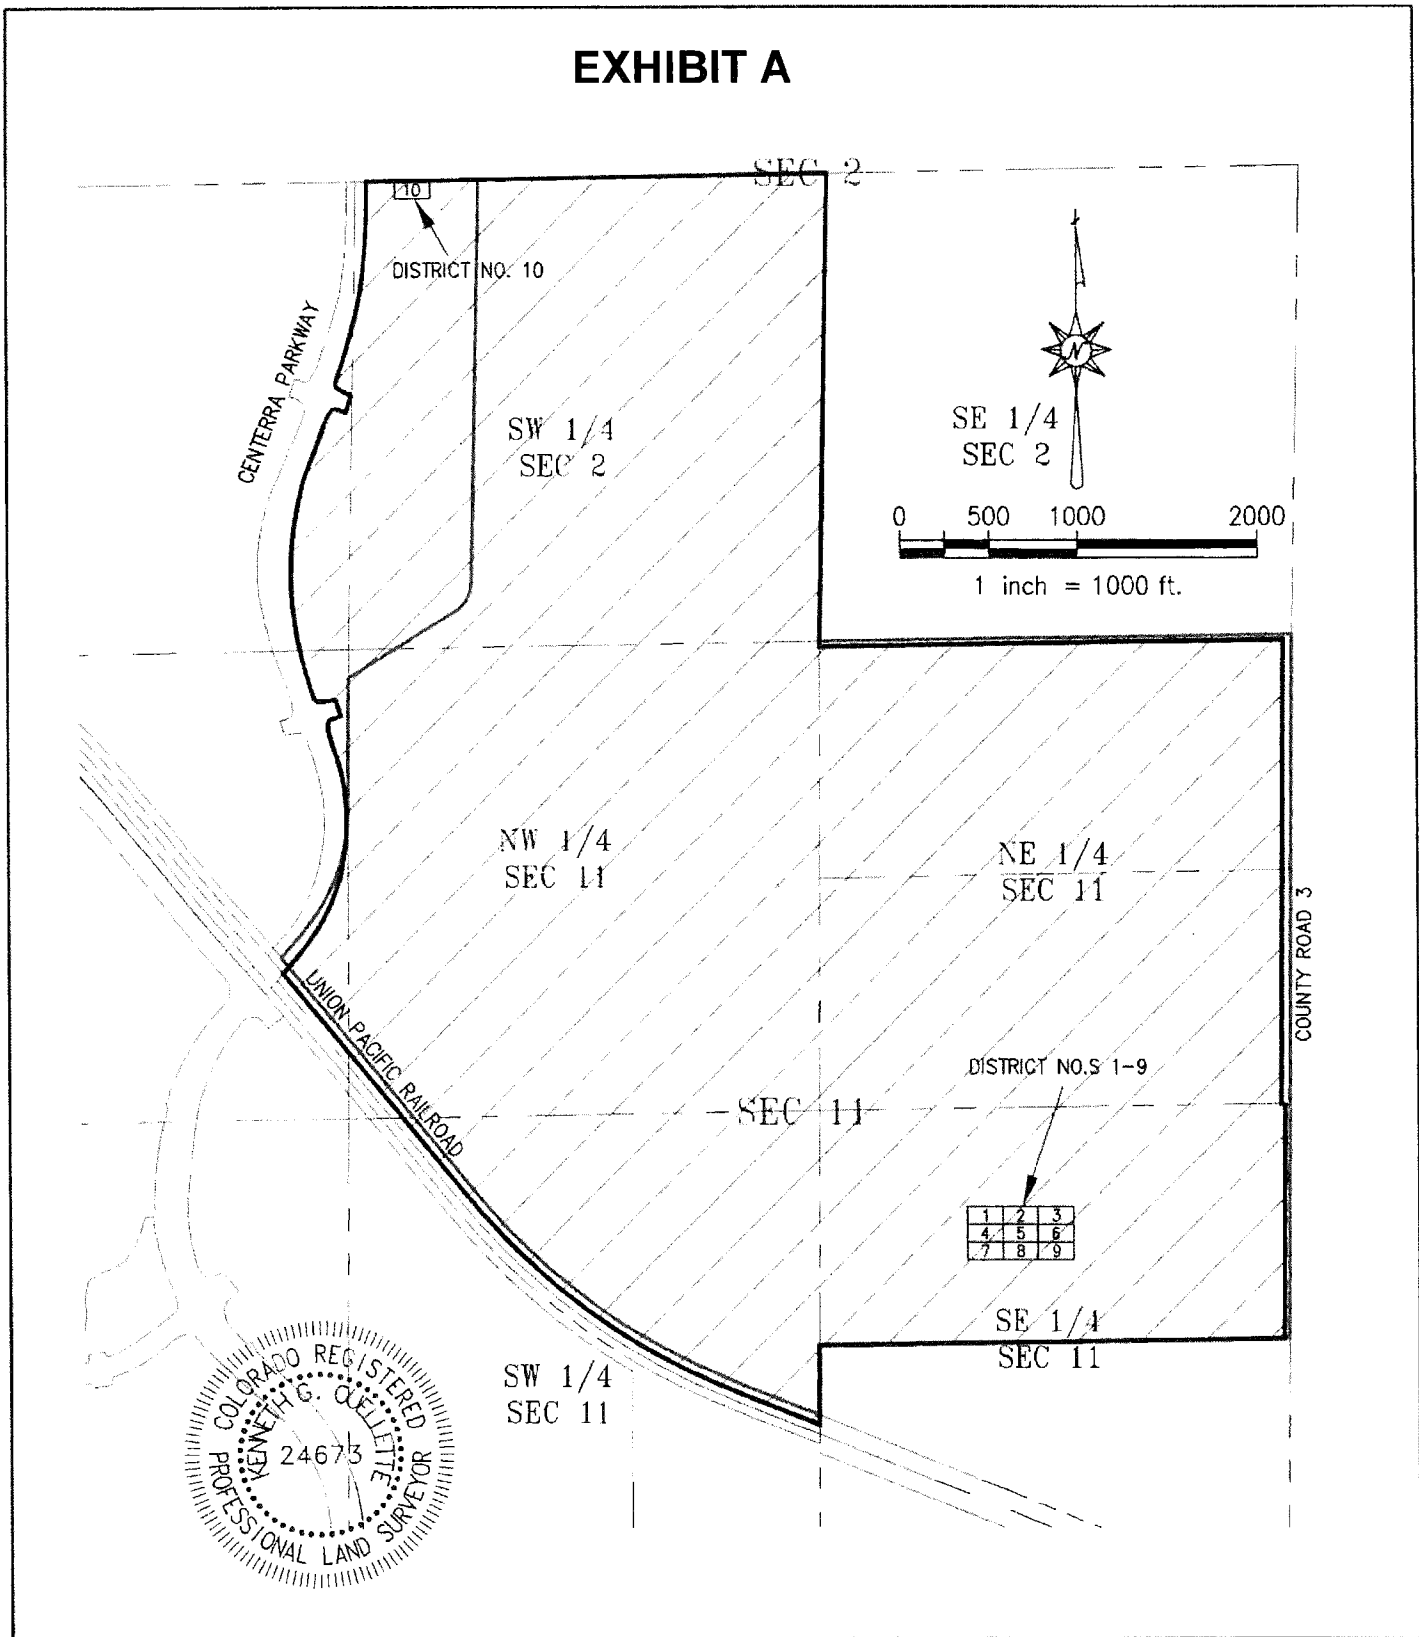 EXHIBIT A
SEC 2
10
DISTRICT NO. 10
CENTERRA PARKWAY
SW 1/4
SEC 2
N
SE 1/4
SEC 2
0 500 1000 2000
1 inch = 1000 ft.
NW 1/4
SEC 11
NE 1/4
SEC 11
COUNTY ROAD 3
UNION PACIFIC RAILROAD
DISTRICT NO.S 1-9
SEC 11
1 2 3
4 5 6
7 8 9
SE 1/4
SEC 11
SW 1/4
SEC 11
COLORADO REGISTERED
KENNETH G. OUELLETTE
24673
PROFESSIONAL LAND SURVEYOR